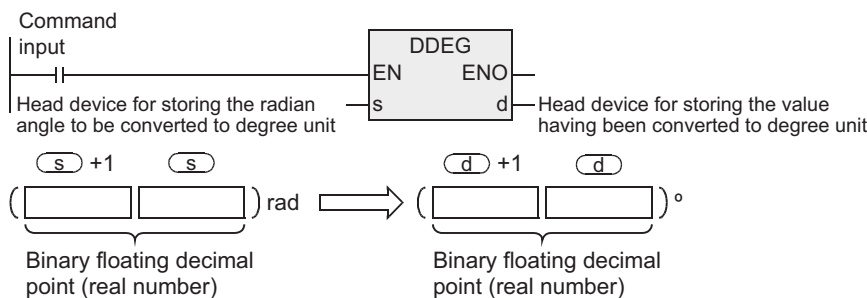 Command
input
DDEG
EN ENO
s d
Head device for storing the radian
angle to be converted to degree unit
Head device for storing the value
having been converted to degree unit
s +1 s d +1 d
( ) rad ( ) °
Binary floating decimal
point (real number)
Binary floating decimal
point (real number)